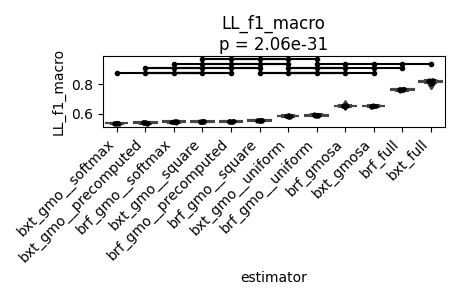 LL_f1_macro
p = 2.06e-31
LL_f1_macro
0.8
0.6
bxt_gmo__softmax
bxt_gmo__precomputed
brf_gmo__softmax
bxt_gmo__square
brf_gmo__precomputed
brf_gmo__square
bxt_gmo__uniform
brf_gmo__uniform
brf_gmosa
bxt_gmosa
brf_full
bxt_full
estimator